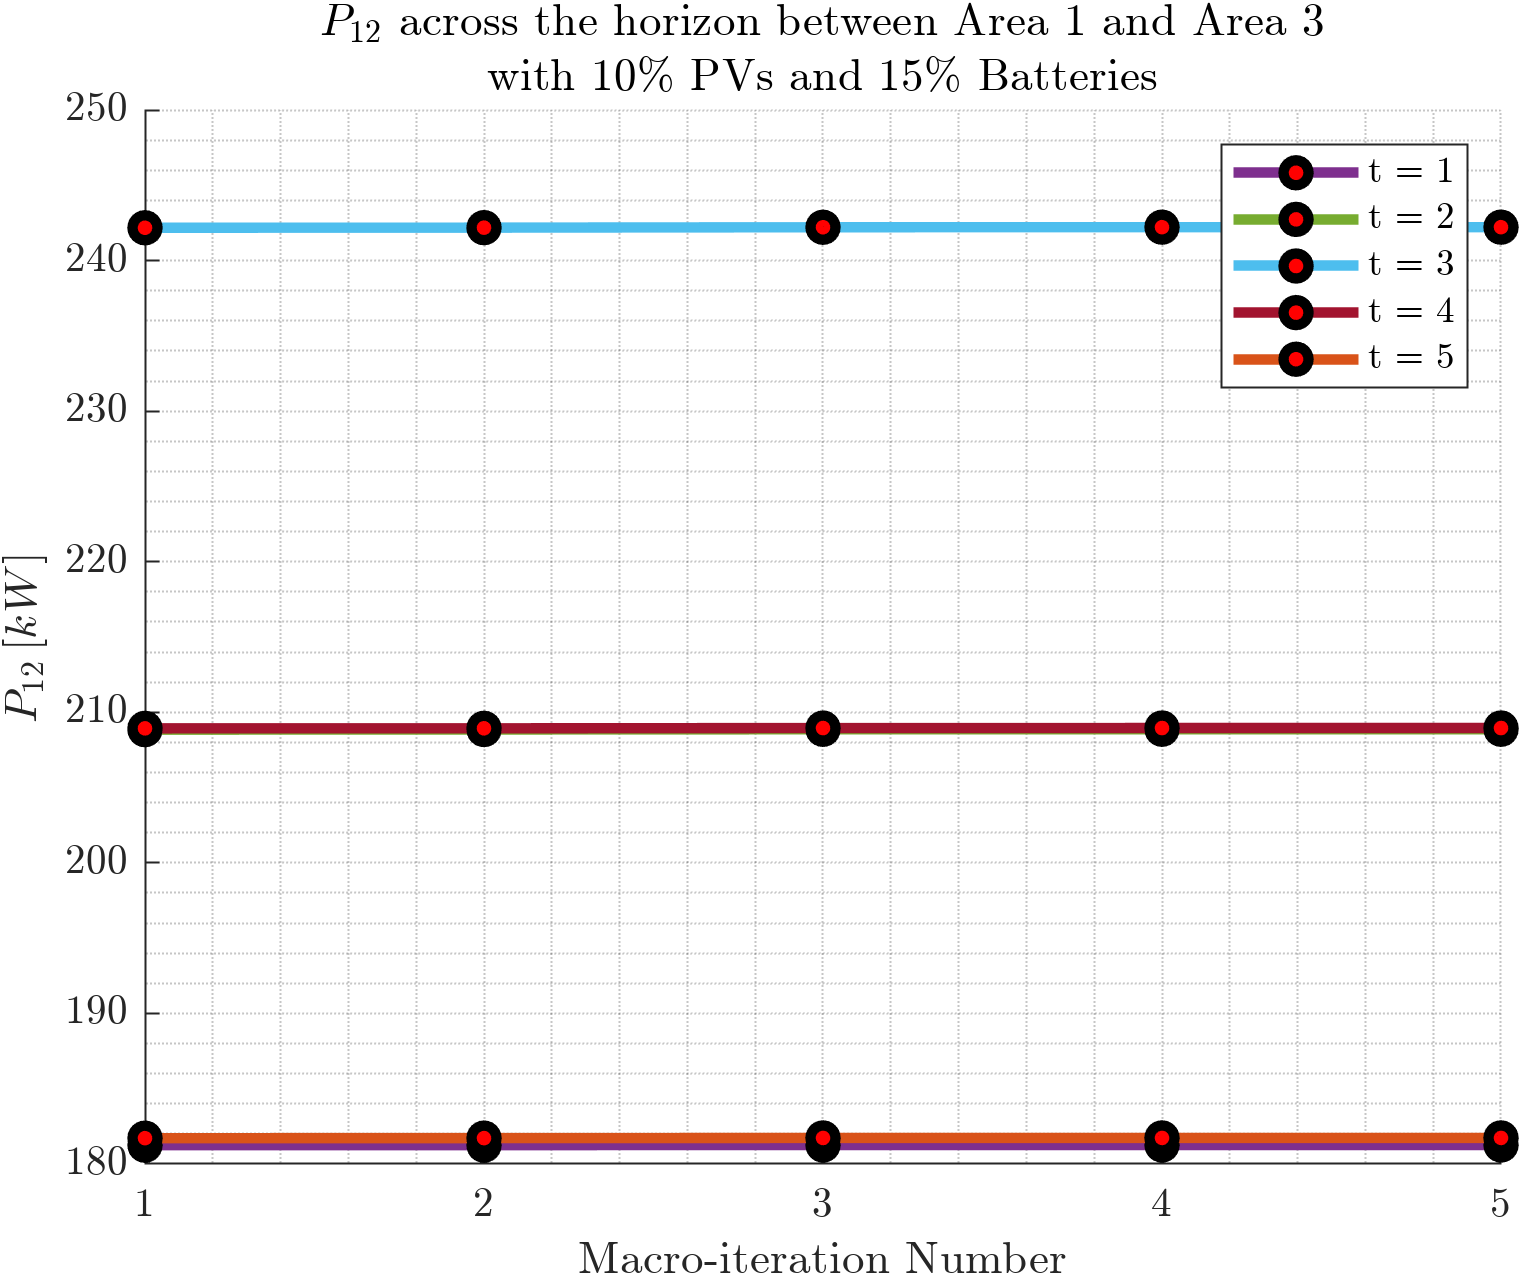 P₁₂ across the horizon between Area 1 and Area 3
with 10% PVs and 15% Batteries
250
240
230
220
210
200
190
180
P₁₂ [kW]
t = 1
t = 2
t = 3
t = 4
t = 5
1 2 3 4 5
Macro-iteration Number